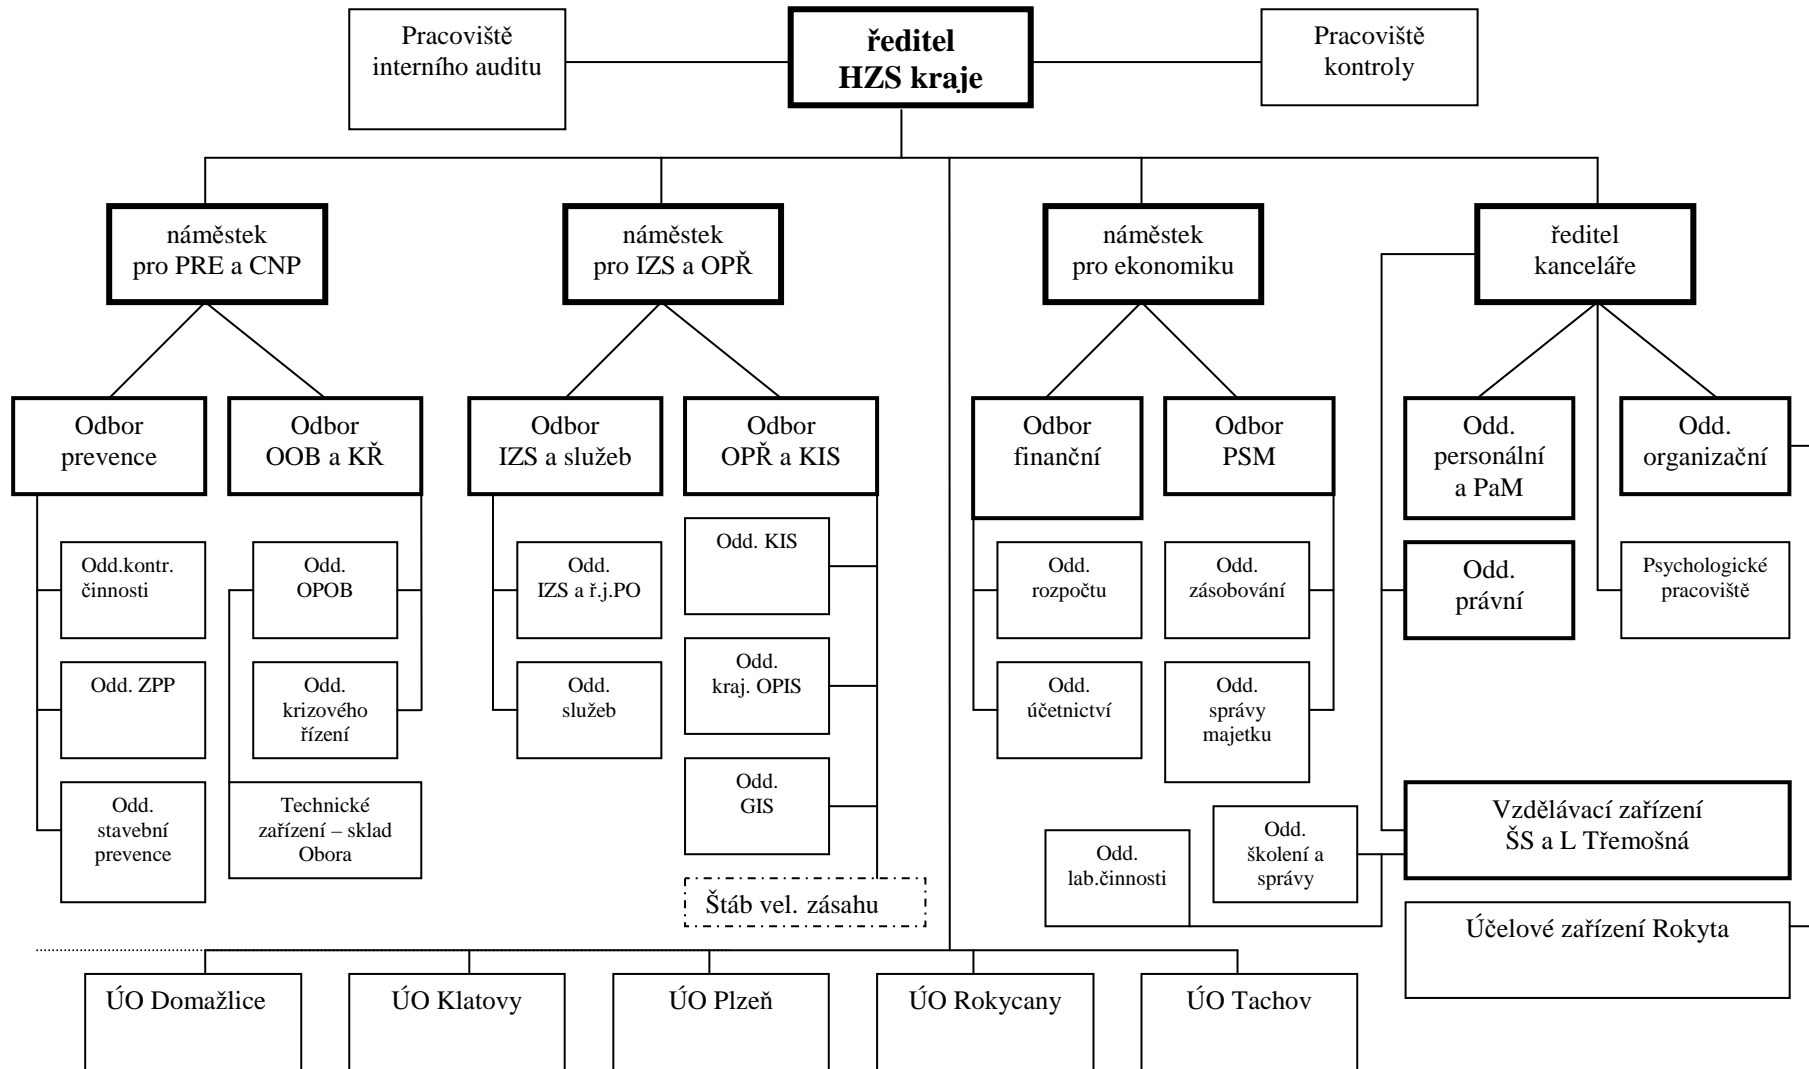 Pracoviště
interního auditu
ředitel
HZS kraje
Pracoviště
kontroly
náměstek
pro PRE a CNP
náměstek
pro IZS a OPŘ
náměstek
pro ekonomiku
ředitel
kanceláře
Odbor
prevence
Odbor
OOB a KŘ
Odbor
IZS a služeb
Odbor
OPŘ a KIS
Odbor
finanční
Odbor
PSM
Odd.
personální
a PaM
Odd.
organizační
Odd.kontr.
činnosti
Odd.
OPOB
Odd.
IZS a ř.j.PO
Odd. KIS
Odd.
rozpočtu
Odd.
zásobování
Odd.
právní
Psychologické
pracoviště
Odd. ZPP
Odd.
krizového
řízení
Odd.
služeb
Odd.
kraj. OPIS
Odd.
účetnictví
Odd.
správy
majetku
Odd.
stavební
prevence
Technické
zařízení – sklad
Obora
Odd.
GIS
Odd.
lab.činnosti
Odd.
školení a
správy
Vzdělávací zařízení
ŠS a L Třemošná
Štáb vel. zásahu
Účelové zařízení Rokyta
ÚO Domažlice
ÚO Klatovy
ÚO Plzeň
ÚO Rokycany
ÚO Tachov